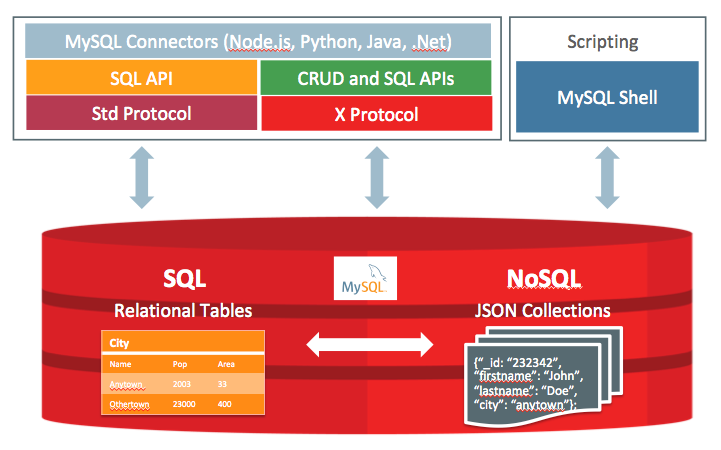 MySQL Connectors (Node.js, Python, Java, .Net)
SQL API
CRUD and SQL APIs
Std Protocol
X Protocol
Scripting
MySQL Shell
SQL
Relational Tables
MySQL
NoSQL
JSON Collections
City
Name Pop Area
Anytown 2003 33
Othertown 23000 400
{"_id: "232342",
"firstname": "John",
"lastname": "Doe",
"city": "anytown"};